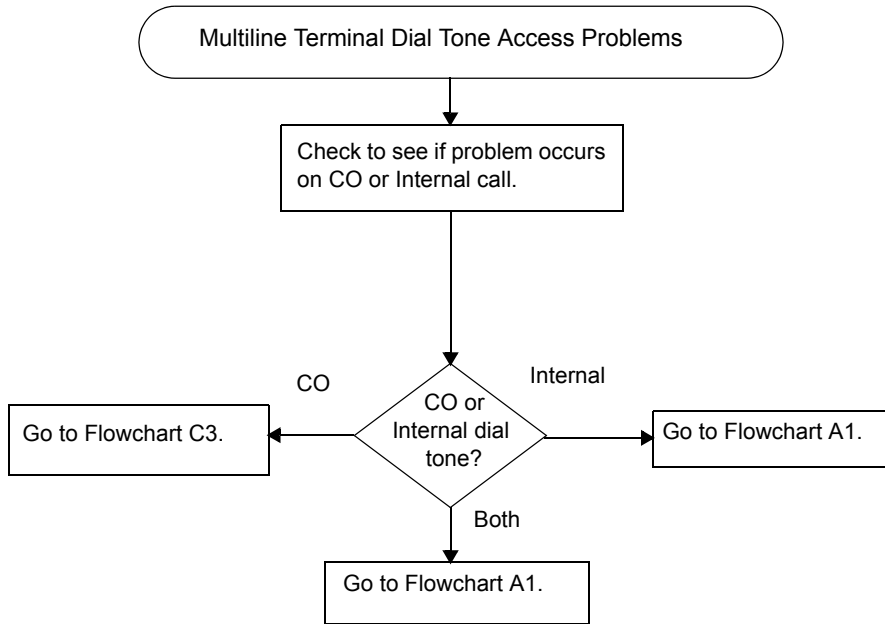 Multiline Terminal Dial Tone Access Problems
Check to see if problem occurs
on CO or Internal call.
CO
Internal
CO or
Internal dial
tone?
Go to Flowchart C3.
Go to Flowchart A1.
Both
Go to Flowchart A1.